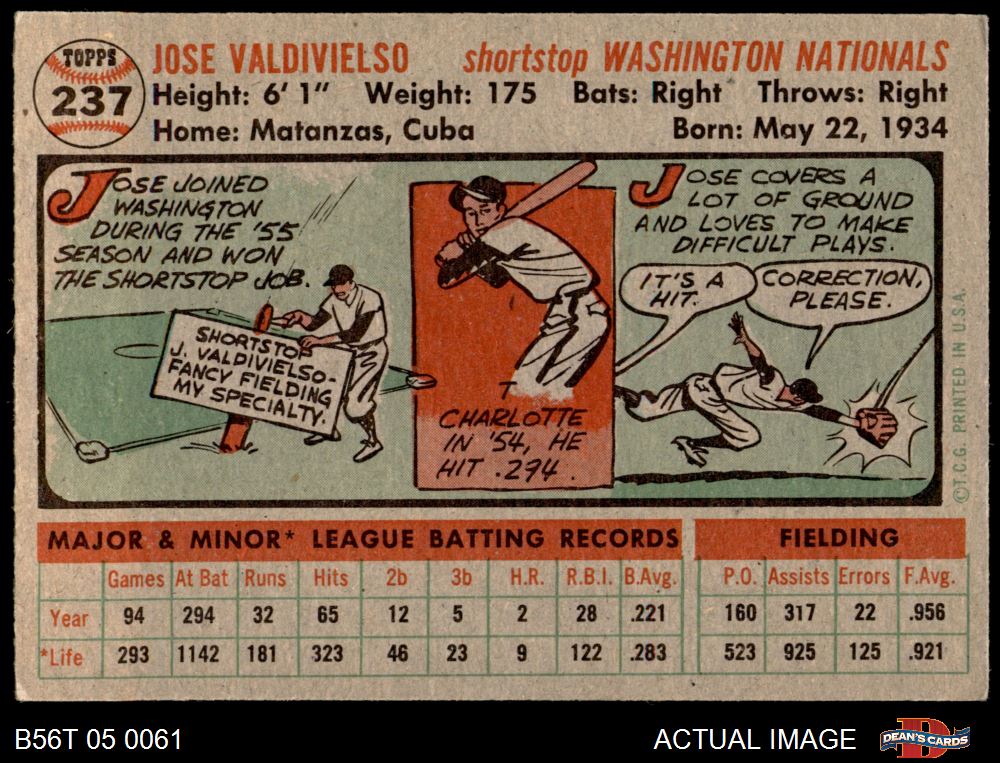 TOPPS
237
JOSE VALDIVIELSO shortstop WASHINGTON NATIONALS
Height: 6' 1" Weight: 175 Bats: Right Throws: Right
Home: Matanzas, Cuba Born: May 22, 1934
JOSE JOINED
WASHINGTON
DURING THE '55
SEASON AND WON
THE SHORTSTOP JOB.
SHORTSTOP
J. VALDIVIELSO-
FANCY FIELDING
MY SPECIALTY.
T
CHARLOTTE
IN '54, HE
HIT .294.
JOSE COVERS A
LOT OF GROUND
AND LOVES TO MAKE
DIFFICULT PLAYS.
IT'S A
HIT.
CORRECTION,
PLEASE.
©T.C.G. PRINTED IN U.S.A.
MAJOR & MINOR* LEAGUE BATTING RECORDS FIELDING
Games At Bat Runs Hits 2b 3b H.R. R.B.I. B.Avg. P.O. Assists Errors F.Avg.
Year 94 294 32 65 12 5 2 28 .221 160 317 22 .956
*Life 293 1142 181 323 46 23 9 122 .283 523 925 125 .921
B56T 05 0061 ACTUAL IMAGE DEAN'S CARDS